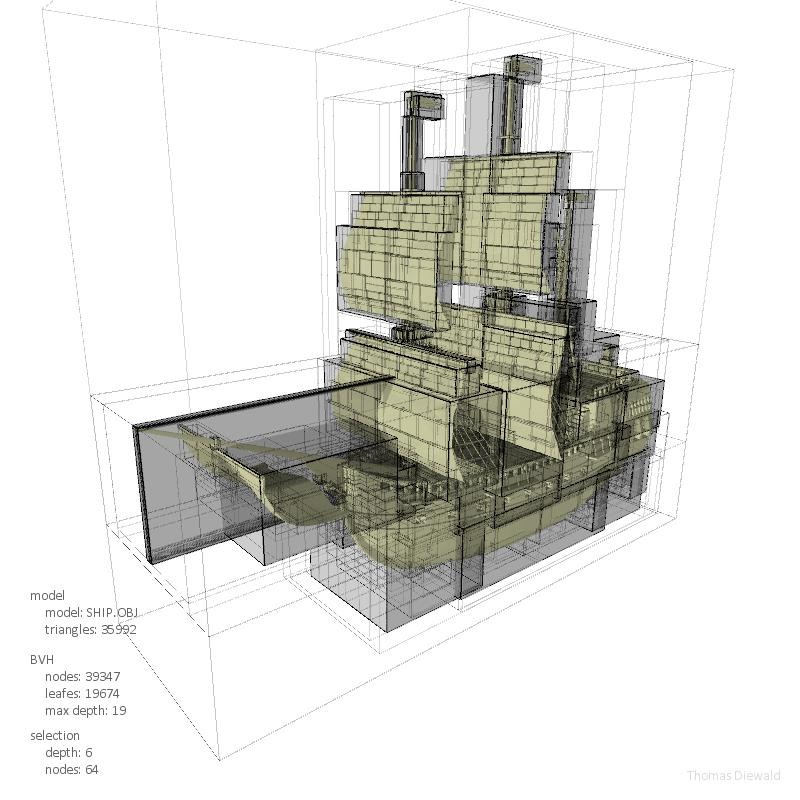 model
model: SHIP.OBJ
triangles: 35992
BVH
nodes: 39347
leafes: 19674
max depth: 19
selection
depth: 6
nodes: 64
Thomas Diewald